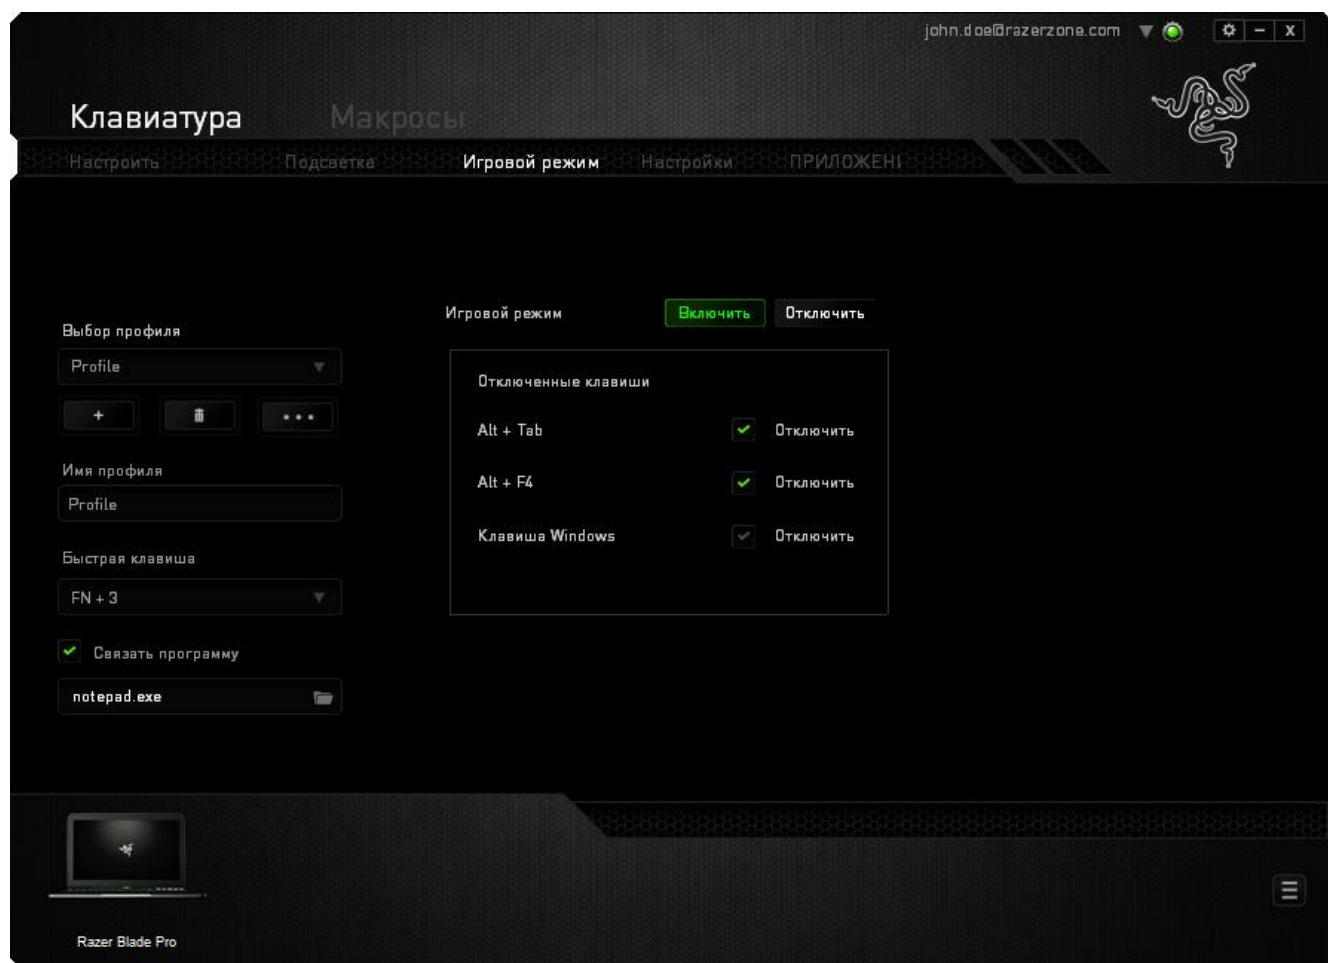 john.doe@razerzone.com
Клавиатура Макросы
Настроить Подсветка Игровой режим Настройки ПРИЛОЖЕНІ
Игровой режим Включить Отключить
Выбор профиля
Profile
Отключенные клавиши
Alt + Tab Отключить
Имя профиля
Alt + F4 Отключить
Profile
Клавиша Windows Отключить
Быстрая клавиша
FN + 3
Связать программу
notepad.exe
Razer Blade Pro